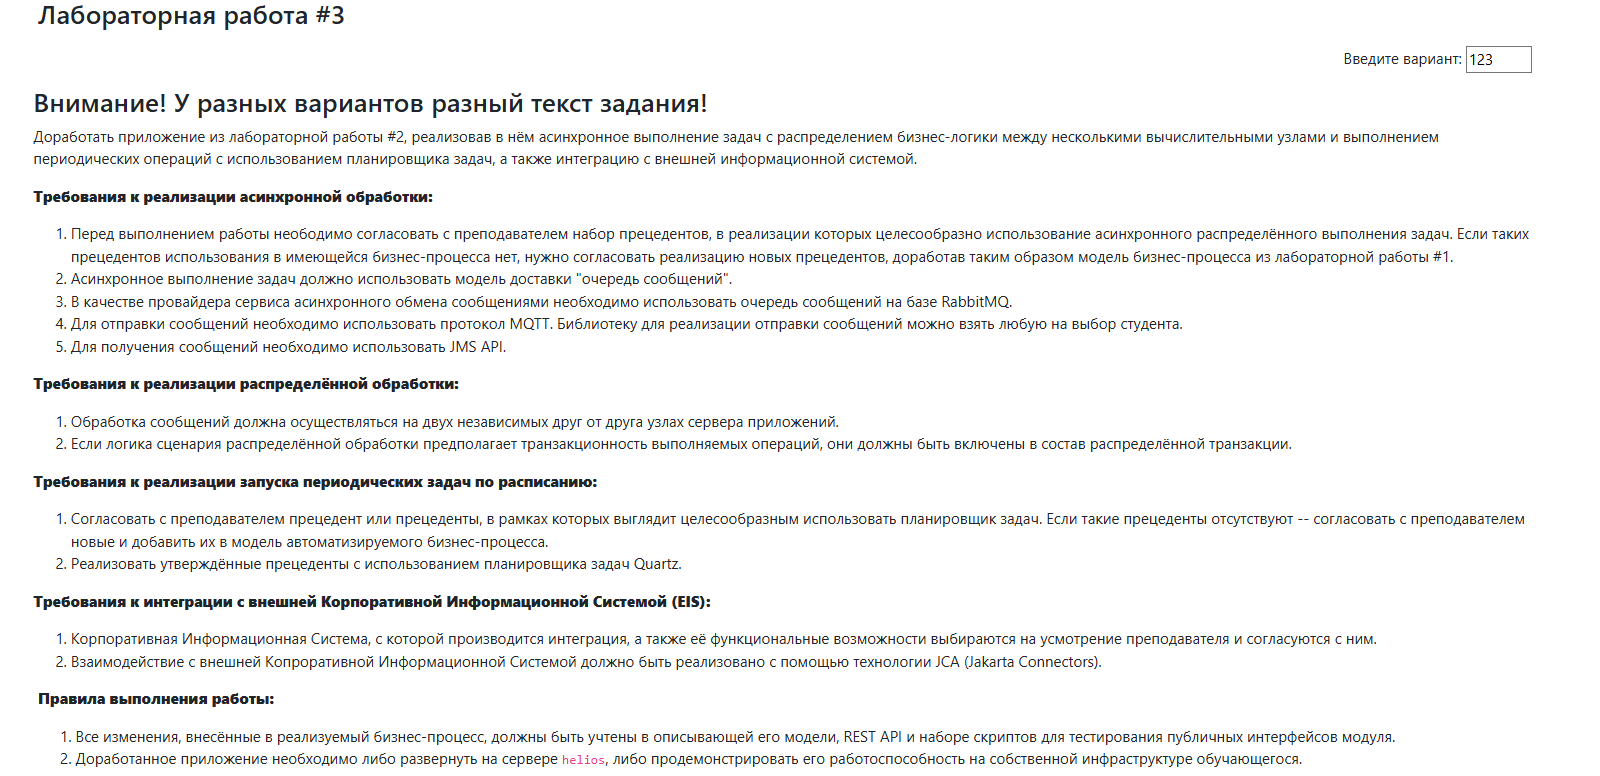 Лабораторная работа #3
Введите вариант: 123
Внимание! У разных вариантов разный текст задания!
Доработать приложение из лабораторной работы #2, реализовав в нём асинхронное выполнение задач с распределением бизнес-логики между несколькими вычислительными узлами и выполнением
периодических операций с использованием планировщика задач, а также интеграцию с внешней информационной системой.
Требования к реализации асинхронной обработки:
1. Перед выполнением работы неободимо согласовать с преподавателем набор прецедентов, в реализации которых целесообразно использование асинхронного распределённого выполнения задач. Если таких
прецедентов использования в имеющейся бизнес-процесса нет, нужно согласовать реализацию новых прецедентов, доработав таким образом модель бизнес-процесса из лабораторной работы #1.
2. Асинхронное выполнение задач должно использовать модель доставки "очередь сообщений".
3. В качестве провайдера сервиса асинхронного обмена сообщениями необходимо использовать очередь сообщений на базе RabbitMQ.
4. Для отправки сообщений необходимо использовать протокол MQTT. Библиотеку для реализации отправки сообщений можно взять любую на выбор студента.
5. Для получения сообщений необходимо использовать JMS API.
Требования к реализации распределённой обработки:
1. Обработка сообщений должна осуществляться на двух независимых друг от друга узлах сервера приложений.
2. Если логика сценария распределённой обработки предполагает транзакционность выполняемых операций, они должны быть включены в состав распределённой транзакции.
Требования к реализации запуска периодических задач по расписанию:
1. Согласовать с преподавателем прецедент или прецеденты, в рамках которых выглядит целесообразным использовать планировщик задач. Если такие прецеденты отсутствуют -- согласовать с преподавателем
новые и добавить их в модель автоматизируемого бизнес-процесса.
2. Реализовать утверждённые прецеденты с использованием планировщика задач Quartz.
Требования к интеграции с внешней Корпоративной Информационной Системой (EIS):
1. Корпоративная Информационная Система, с которой производится интеграция, а также её функциональные возможности выбираются на усмотрение преподавателя и согласуются с ним.
2. Взаимодействие с внешней Копроративной Информационной Системой должно быть реализовано с помощью технологии JCA (Jakarta Connectors).
Правила выполнения работы:
1. Все изменения, внесённые в реализуемый бизнес-процесс, должны быть учтены в описывающей его модели, REST API и наборе скриптов для тестирования публичных интерфейсов модуля.
2. Доработанное приложение необходимо либо развернуть на сервере helios, либо продемонстрировать его работоспособность на собственной инфраструктуре обучающегося.